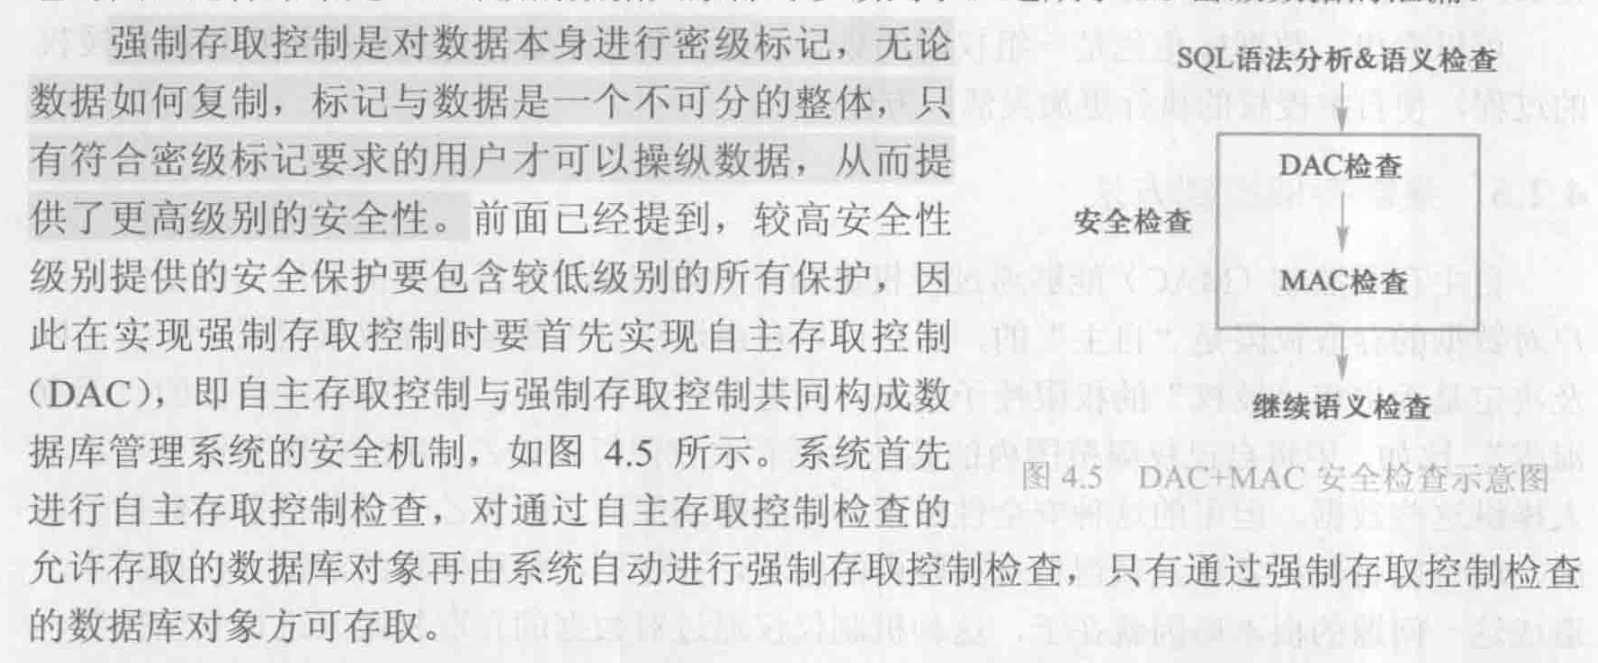 强制存取控制是对数据本身进行密级标记，无论
数据如何复制，标记与数据是一个不可分的整体，只
有符合密级标记要求的用户才可以操纵数据，从而提
供了更高级别的安全性。前面已经提到，较高安全性
级别提供的安全保护要包含较低级别的所有保护，因
此在实现强制存取控制时要首先实现自主存取控制
（DAC），即自主存取控制与强制存取控制共同构成数
据库管理系统的安全机制，如图 4.5 所示。系统首先
进行自主存取控制检查，对通过自主存取控制检查的
允许存取的数据库对象再由系统自动进行强制存取控制检查，只有通过强制存取控制检查
的数据库对象方可存取。
SQL语法分析&语义检查
DAC检查
安全检查
MAC检查
继续语义检查
图 4.5 DAC+MAC 安全检查示意图